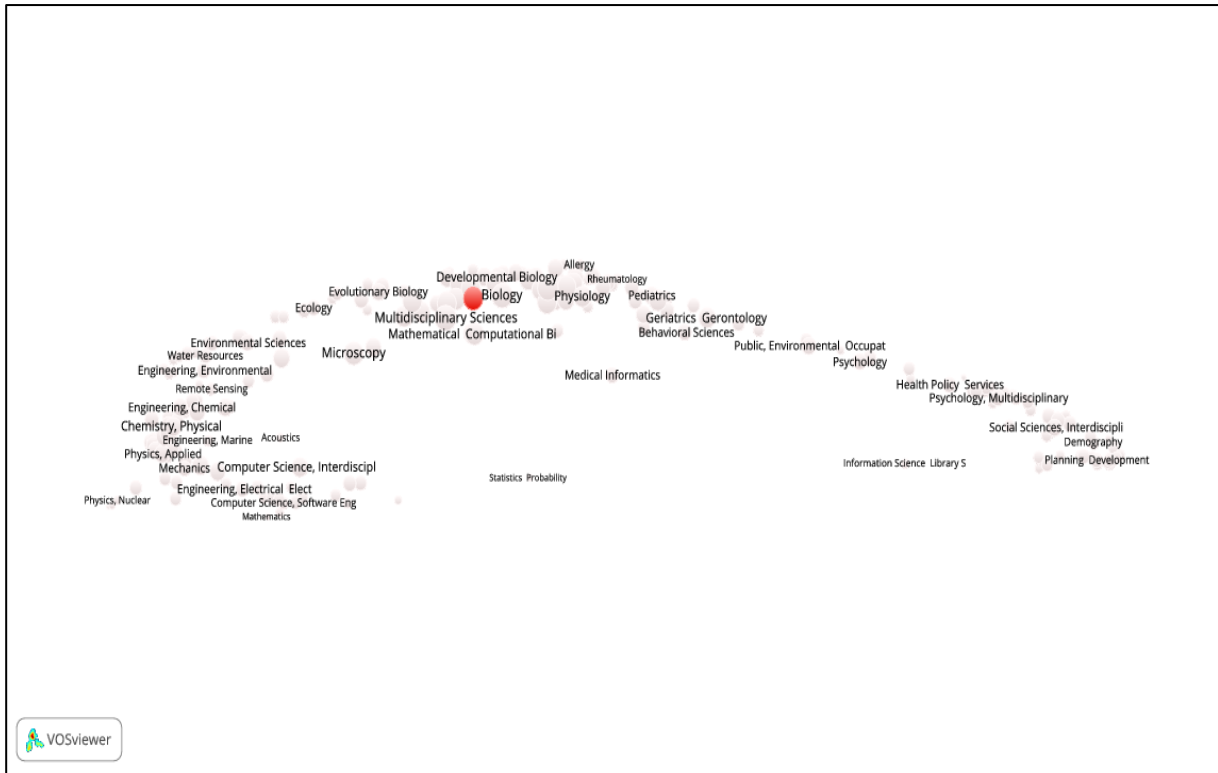 Allergy
Developmental Biology
Rheumatology
Evolutionary Biology
Biology
Physiology
Pediatrics
Ecology
Multidisciplinary Sciences
Geriatrics Gerontology
Mathematical Computational Bi
Behavioral Sciences
Environmental Sciences
Public, Environmental Occupat
Microscopy
Water Resources
Psychology
Engineering, Environmental
Medical Informatics
Remote Sensing
Health Policy Services
Psychology, Multidisciplinary
Engineering, Chemical
Chemistry, Physical
Social Sciences, Interdiscipli
Engineering, Marine
Acoustics
Demography
Physics, Applied
Planning Development
Mechanics
Computer Science, Interdiscipl
Information Science Library S
Statistics Probability
Engineering, Electrical Elect
Physics, Nuclear
Computer Science, Software Eng
Mathematics
VOSviewer